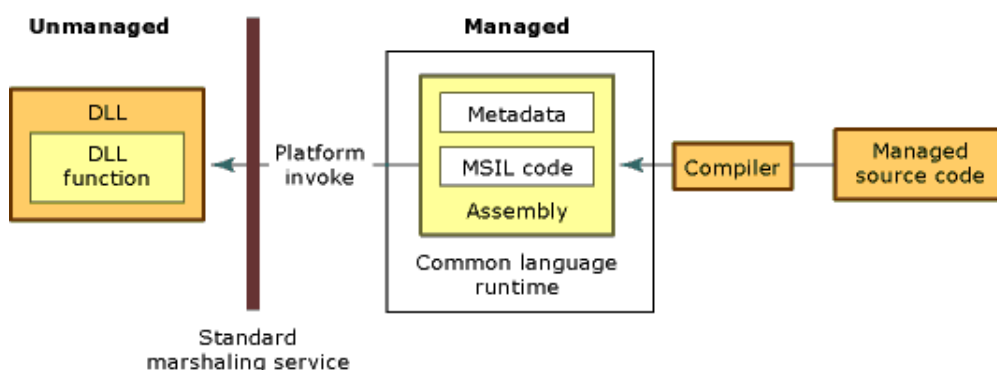 Unmanaged
Managed
DLL
DLL
function
Platform
invoke
Metadata
MSIL code
Assembly
Common language
runtime
Compiler
Managed
source code
Standard
marshaling service